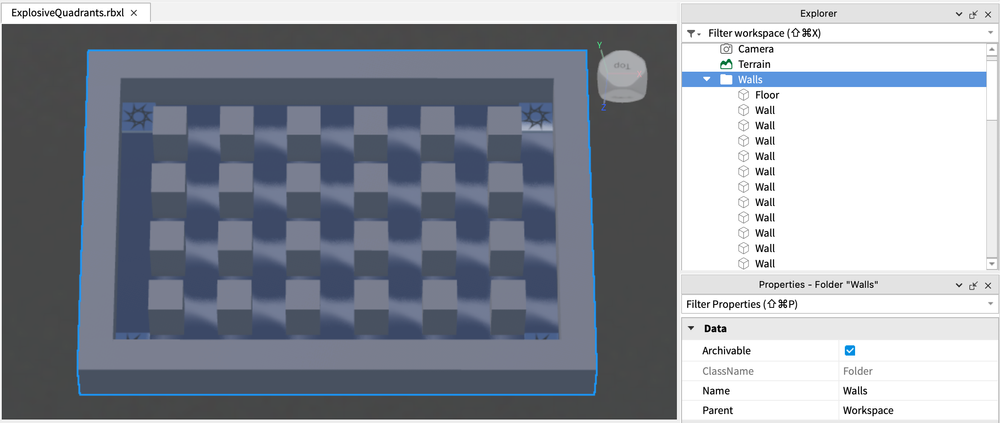 ExplosiveQuadrants.rbxl ×
Y
Top
Z
Explorer
Filter workspace (⇧⌘X)
Camera
Terrain
Walls
Floor
Wall
Wall
Wall
Wall
Wall
Wall
Wall
Wall
Wall
Wall
Wall
Properties - Folder "Walls"
Filter Properties (⇧⌘P)
Data
Archivable
ClassName Folder
Name Walls
Parent Workspace